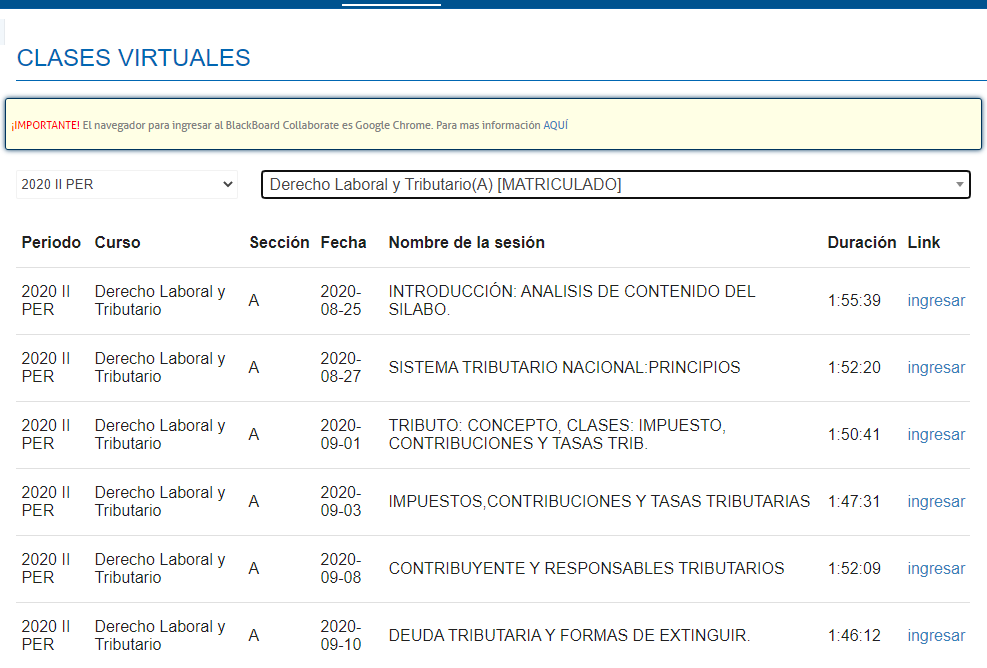 CLASES VIRTUALES
¡IMPORTANTE! El navegador para ingresar al BlackBoard Collaborate es Google Chrome. Para mas información AQUÍ
2020 II PER
Derecho Laboral y Tributario(A) [MATRICULADO]
Periodo Curso Sección Fecha Nombre de la sesión Duración Link
2020 II Derecho Laboral y 2020- INTRODUCCIÓN: ANALISIS DE CONTENIDO DEL
A 1:55:39 ingresar
PER Tributario 08-25 SILABO.
2020 II Derecho Laboral y 2020-
A SISTEMA TRIBUTARIO NACIONAL:PRINCIPIOS 1:52:20 ingresar
PER Tributario 08-27
2020 II Derecho Laboral y 2020- TRIBUTO: CONCEPTO, CLASES: IMPUESTO,
A 1:50:41 ingresar
PER Tributario 09-01 CONTRIBUCIONES Y TASAS TRIB.
2020 II Derecho Laboral y 2020-
A IMPUESTOS,CONTRIBUCIONES Y TASAS TRIBUTARIAS 1:47:31 ingresar
PER Tributario 09-03
2020 II Derecho Laboral y 2020-
A CONTRIBUYENTE Y RESPONSABLES TRIBUTARIOS 1:52:09 ingresar
PER Tributario 09-08
2020 II Derecho Laboral y 2020-
A DEUDA TRIBUTARIA Y FORMAS DE EXTINGUIR. 1:46:12 ingresar
PER Tributario 09-10